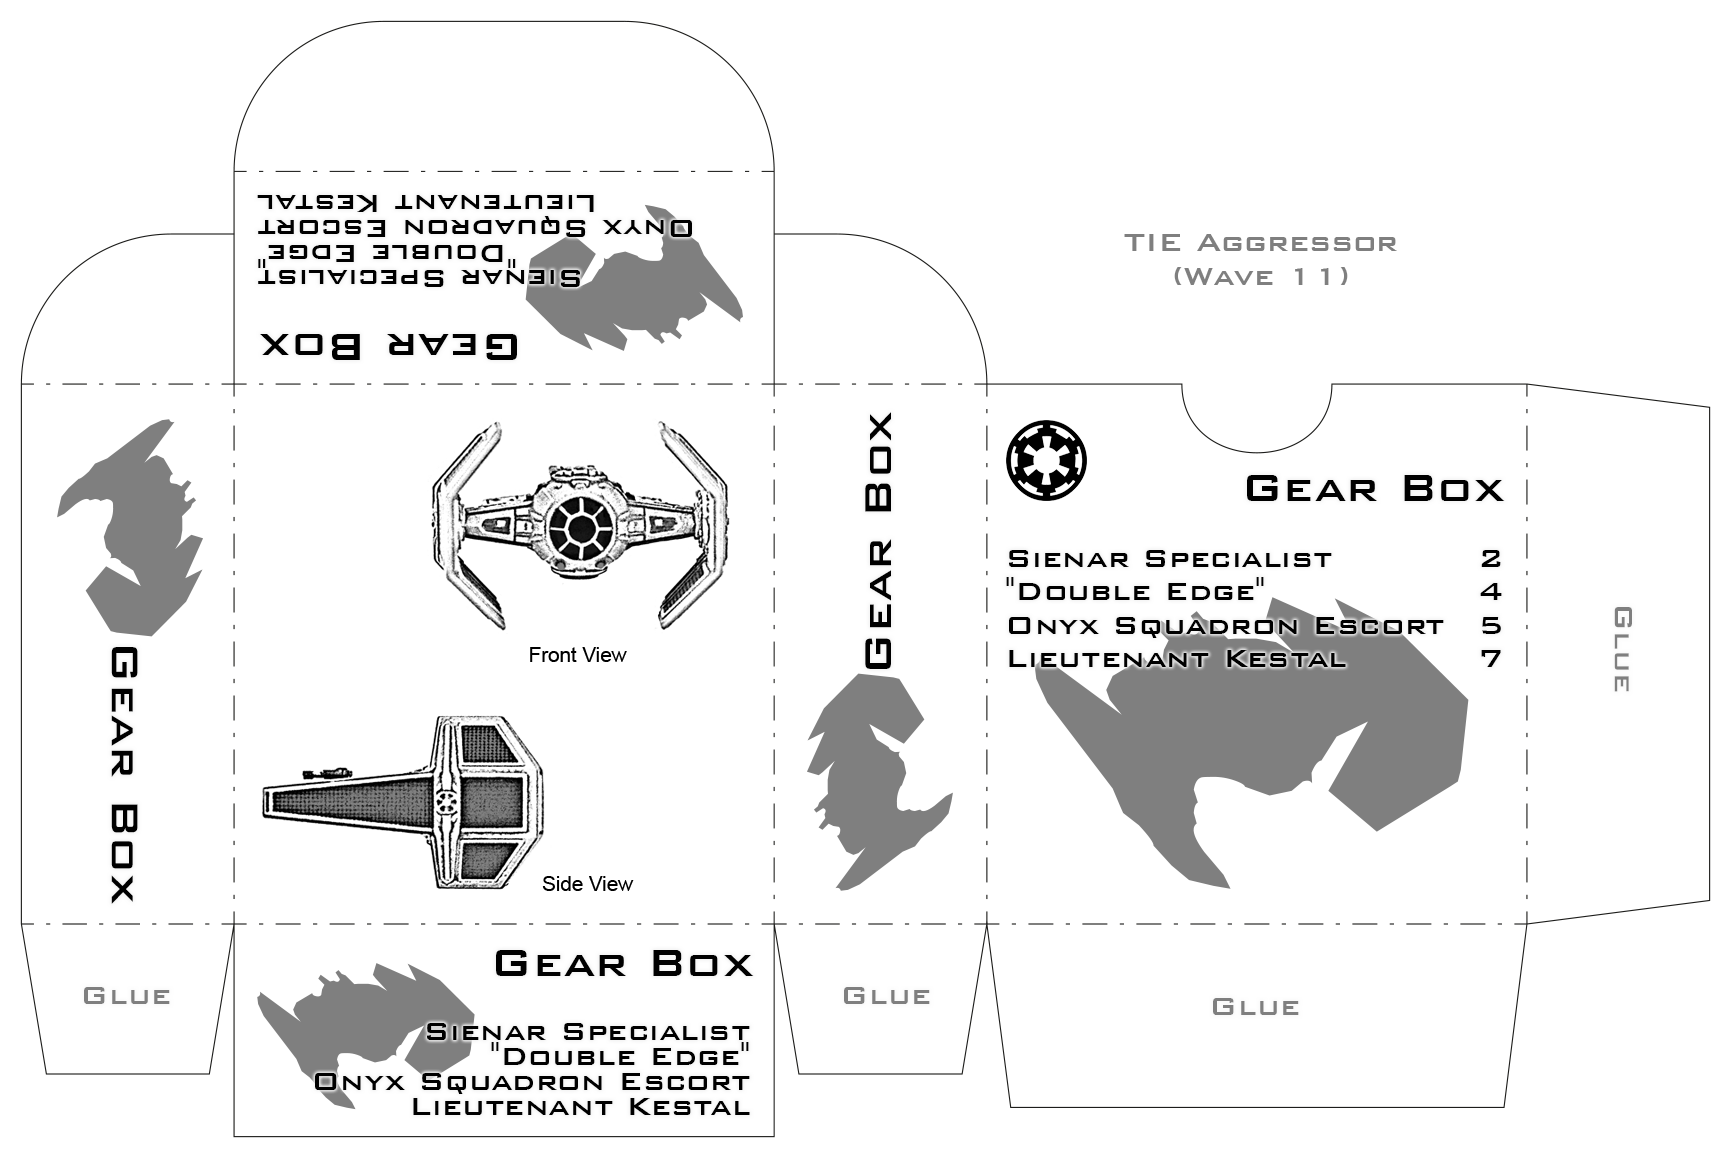 Lieutenant Kestal
Onyx Squadron Escort
"Double Edge"
Sienar Specialist
Gear Box
TIE Aggressor
(Wave 11)
Gear Box
Front View
Side View
Gear Box
Gear Box
Sienar Specialist 2
"Double Edge" 4
Onyx Squadron Escort 5
Lieutenant Kestal 7
Glue
Glue
Gear Box
Sienar Specialist
"Double Edge"
Onyx Squadron Escort
Lieutenant Kestal
Glue
Glue